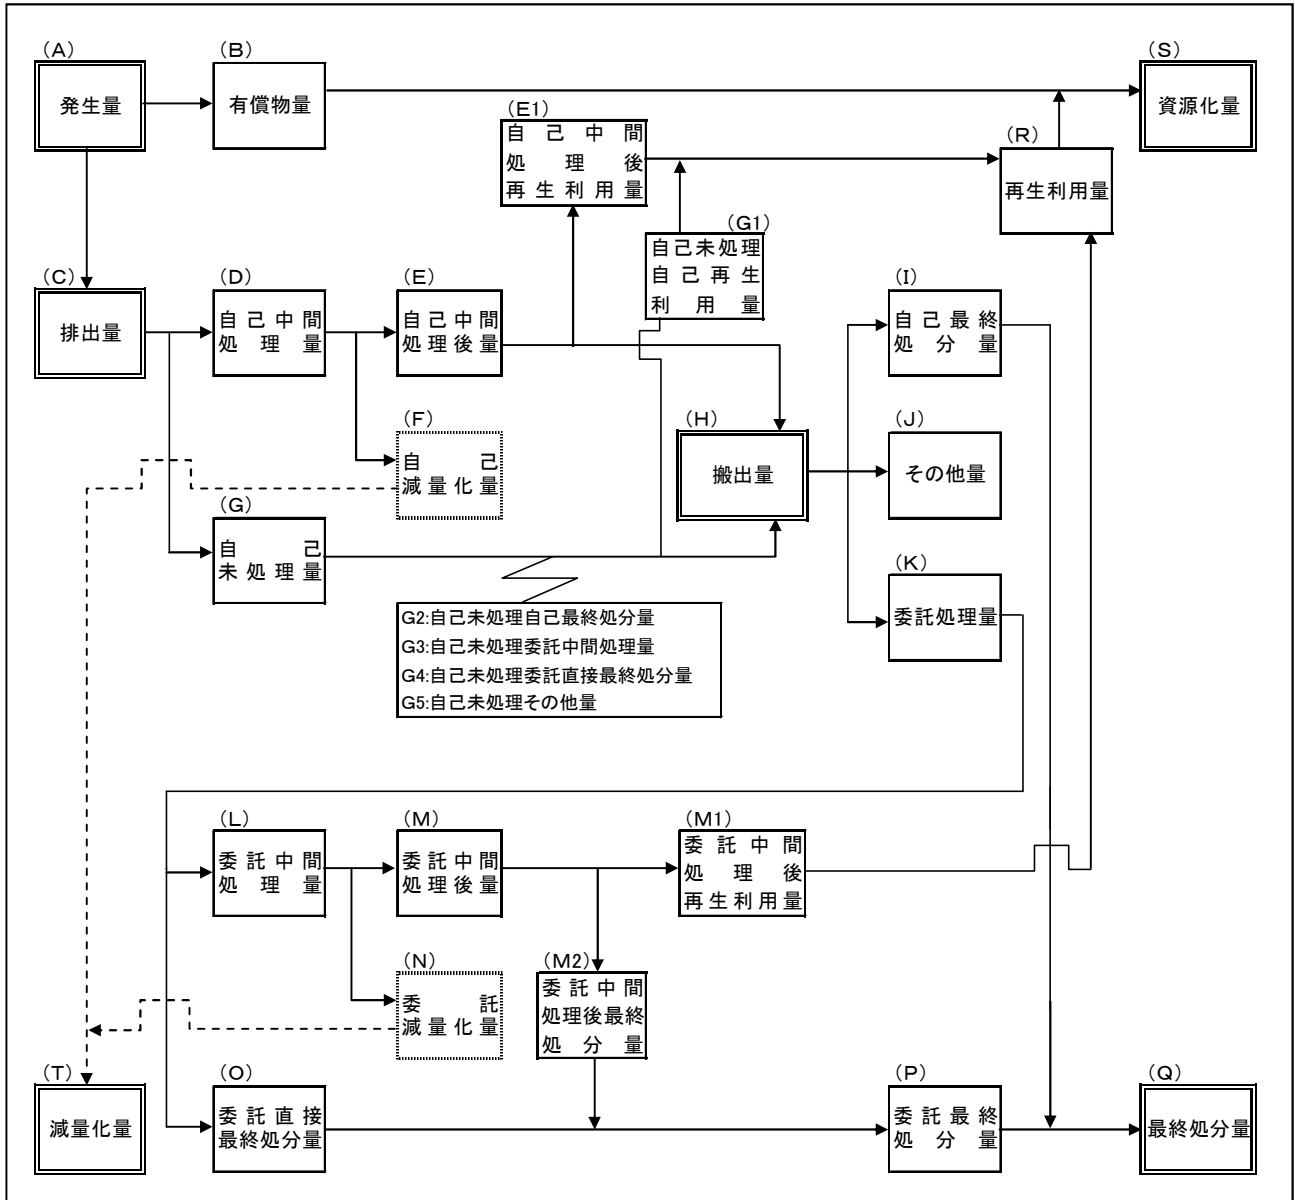 (A)
発生量
(B)
有償物量
(S)
資源化量
(E1)
自己中間
処理後
再生利用量
(R)
再生利用量
(G1)
自己未処理
自己再生
利用量
(C)
排出量
(D)
自己中間
処理量
(E)
自己中間
処理後量
(I)
自己最終
処分量
(F)
自己
減量化量
(H)
搬出量
(J)
その他量
(G)
自己
未処理量
(K)
委託処理量
G2:自己未処理自己最終処分量
G3:自己未処理委託中間処理量
G4:自己未処理委託直接最終処分量
G5:自己未処理その他量
(L)
委託中間
処理量
(M)
委託中間
処理後量
(M1)
委託中間
処理後
再生利用量
(N)
委託
減量化量
(M2)
委託中間
処理後最終
処分量
(T)
減量化量
(O)
委託直接
最終処分量
(P)
委託最終
処分量
(Q)
最終処分量